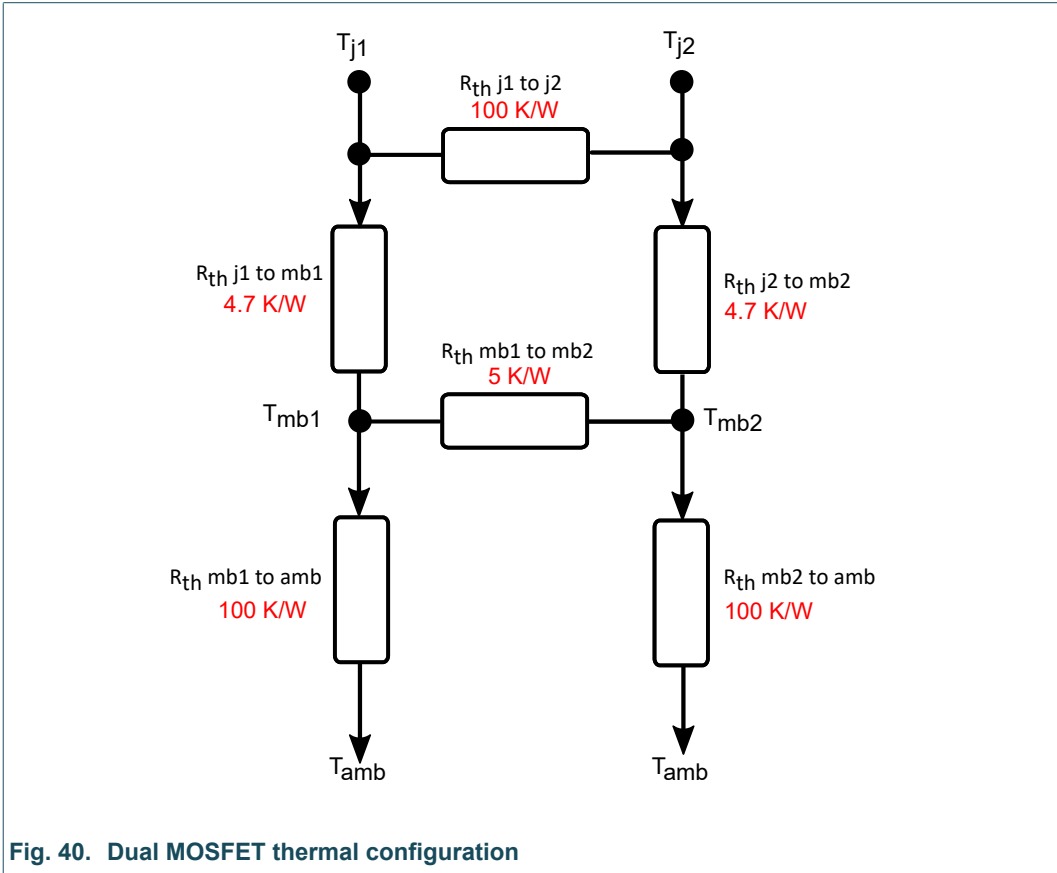 Tj1
Tj2
Rth j1 to j2
100 K/W
Rth j1 to mb1
4.7 K/W
Rth j2 to mb2
4.7 K/W
Rth mb1 to mb2
5 K/W
Tmb1
Tmb2
Rth mb1 to amb
100 K/W
Rth mb2 to amb
100 K/W
Tamb
Tamb
Fig. 40. Dual MOSFET thermal configuration